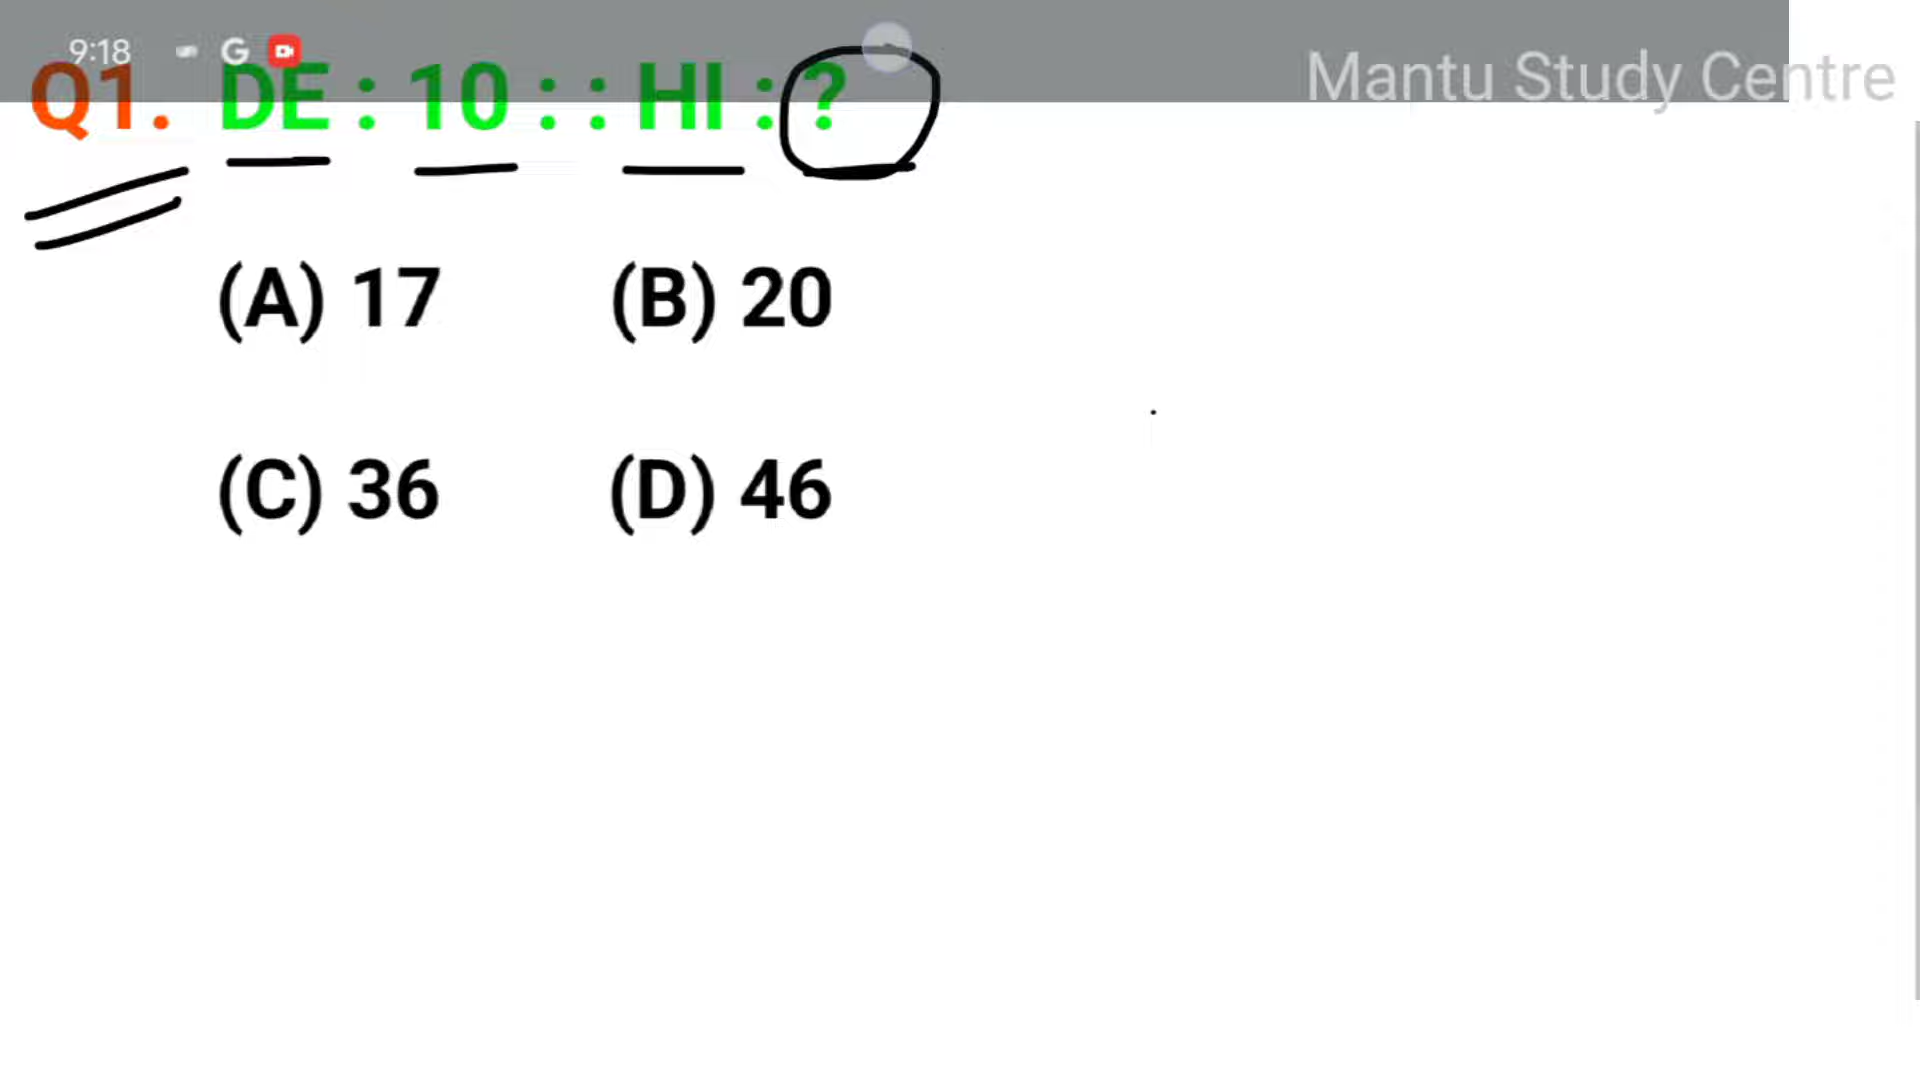 9:18 G
Mantu Study Centre
Q1. DE : 10 : : HI : ?
(A) 17 (B) 20
(C) 36 (D) 46